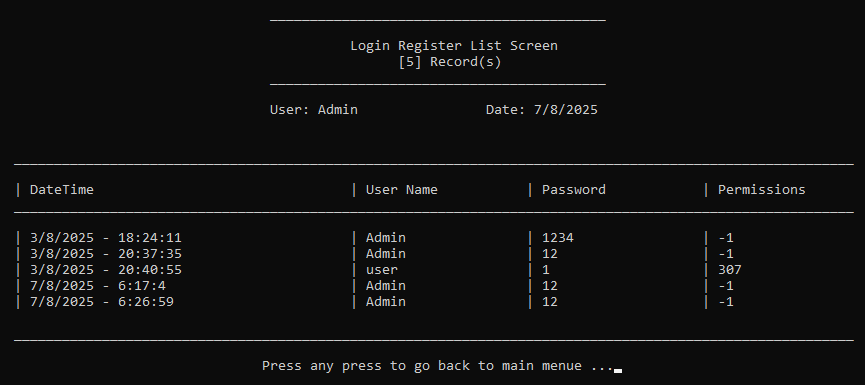 Login Register List Screen
[5] Record(s)
User: Admin Date: 7/8/2025
| DateTime | User Name | Password | Permissions
| 3/8/2025 - 18:24:11 | Admin | 1234 | -1
| 3/8/2025 - 20:37:35 | Admin | 12 | -1
| 3/8/2025 - 20:40:55 | user | 1 | 307
| 7/8/2025 - 6:17:4 | Admin | 12 | -1
| 7/8/2025 - 6:26:59 | Admin | 12 | -1
Press any press to go back to main menue ...